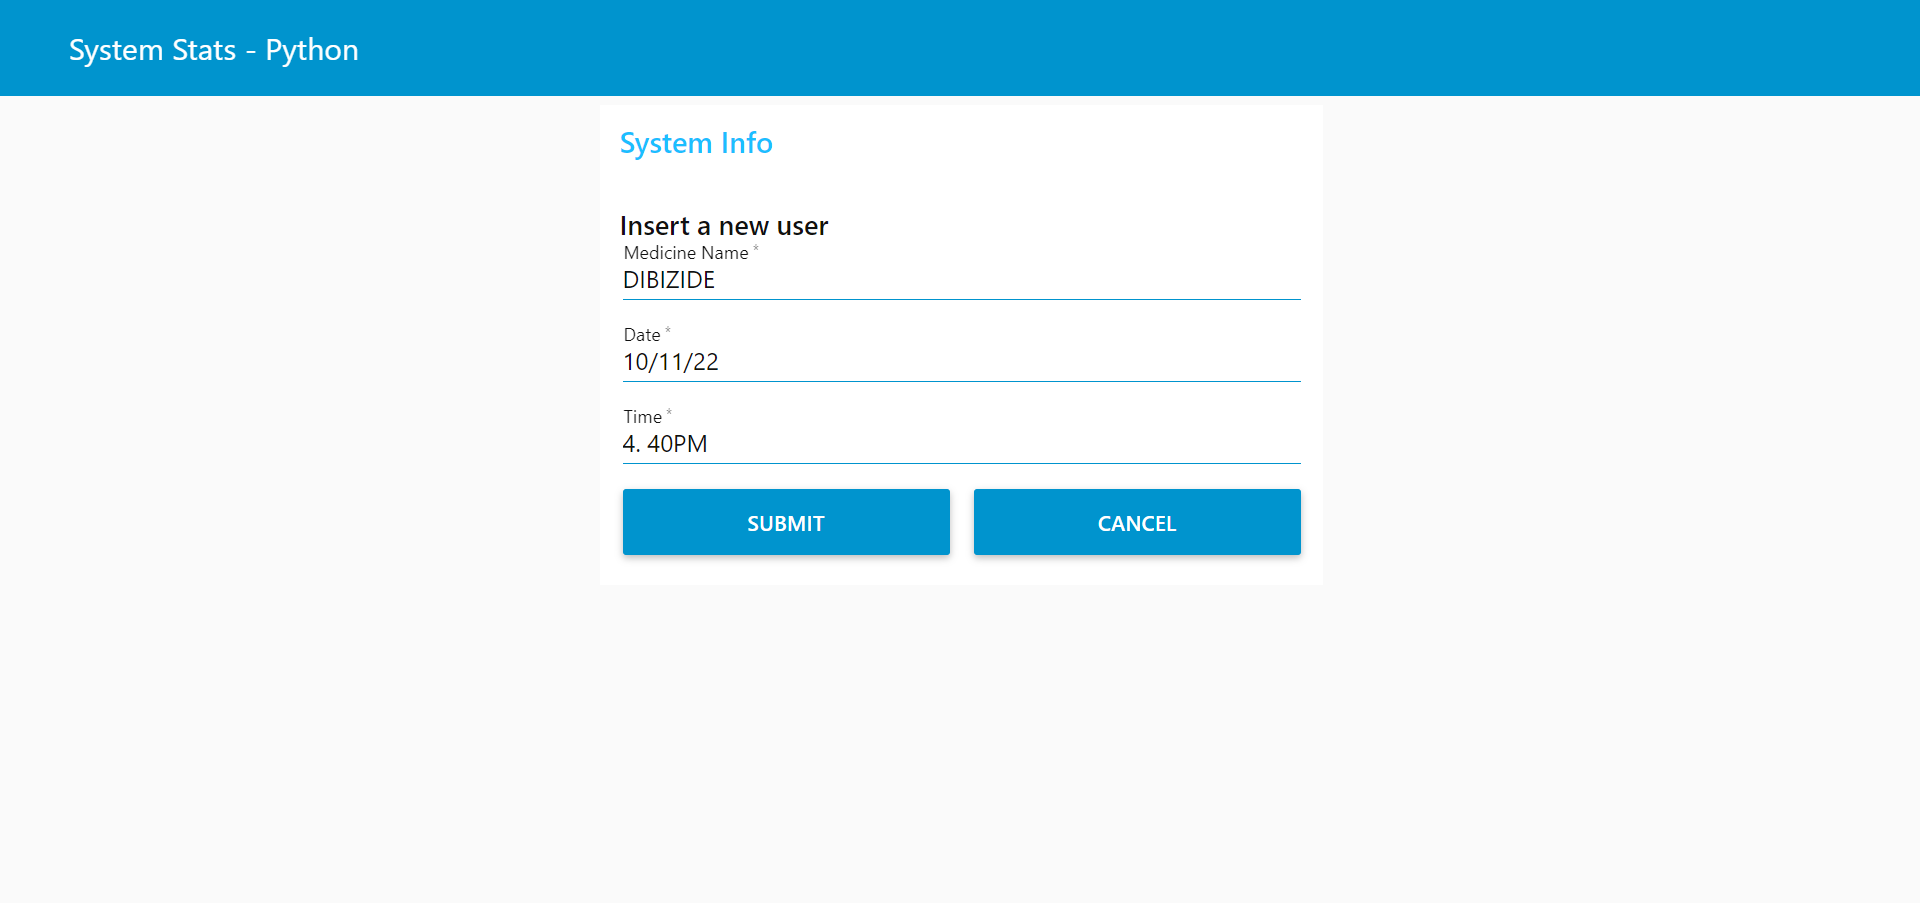 System Stats - Python
System Info
Insert a new user
Medicine Name *
DIBIZIDE
Date *
10/11/22
Time *
4. 40PM
SUBMIT CANCEL